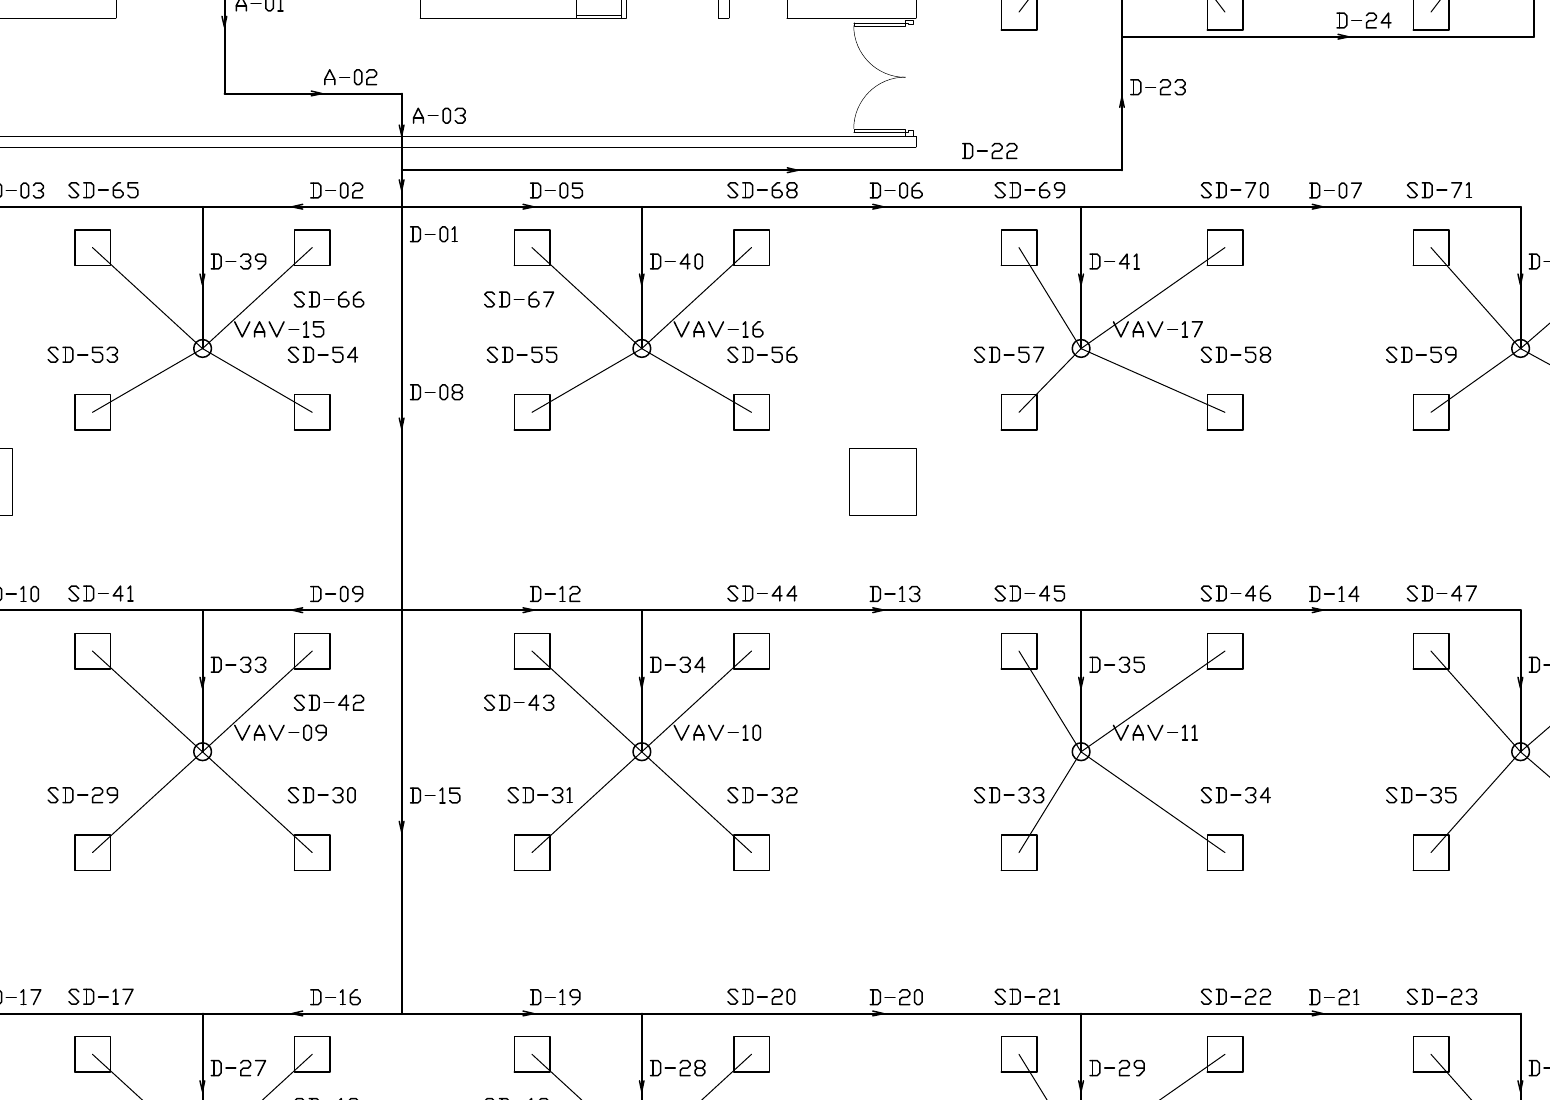 A-01
D-24
A-02
D-23
A-03
D-22
D-03 SD-65 D-02 D-05 SD-68 D-06 SD-69 SD-70 D-07 SD-71
D-01
D-39 D-40 D-41 D-
SD-66 SD-67
VAV-15 VAV-16 VAV-17
SD-53 SD-54 SD-55 SD-56 SD-57 SD-58 SD-59
D-08
D-10 SD-41 D-09 D-12 SD-44 D-13 SD-45 SD-46 D-14 SD-47
D-33 D-34 D-35 D-
SD-42 SD-43
VAV-09 VAV-10 VAV-11
SD-29 SD-30 D-15 SD-31 SD-32 SD-33 SD-34 SD-35
D-17 SD-17 D-16 D-19 SD-20 D-20 SD-21 SD-22 D-21 SD-23
D-27 D-28 D-29 D-